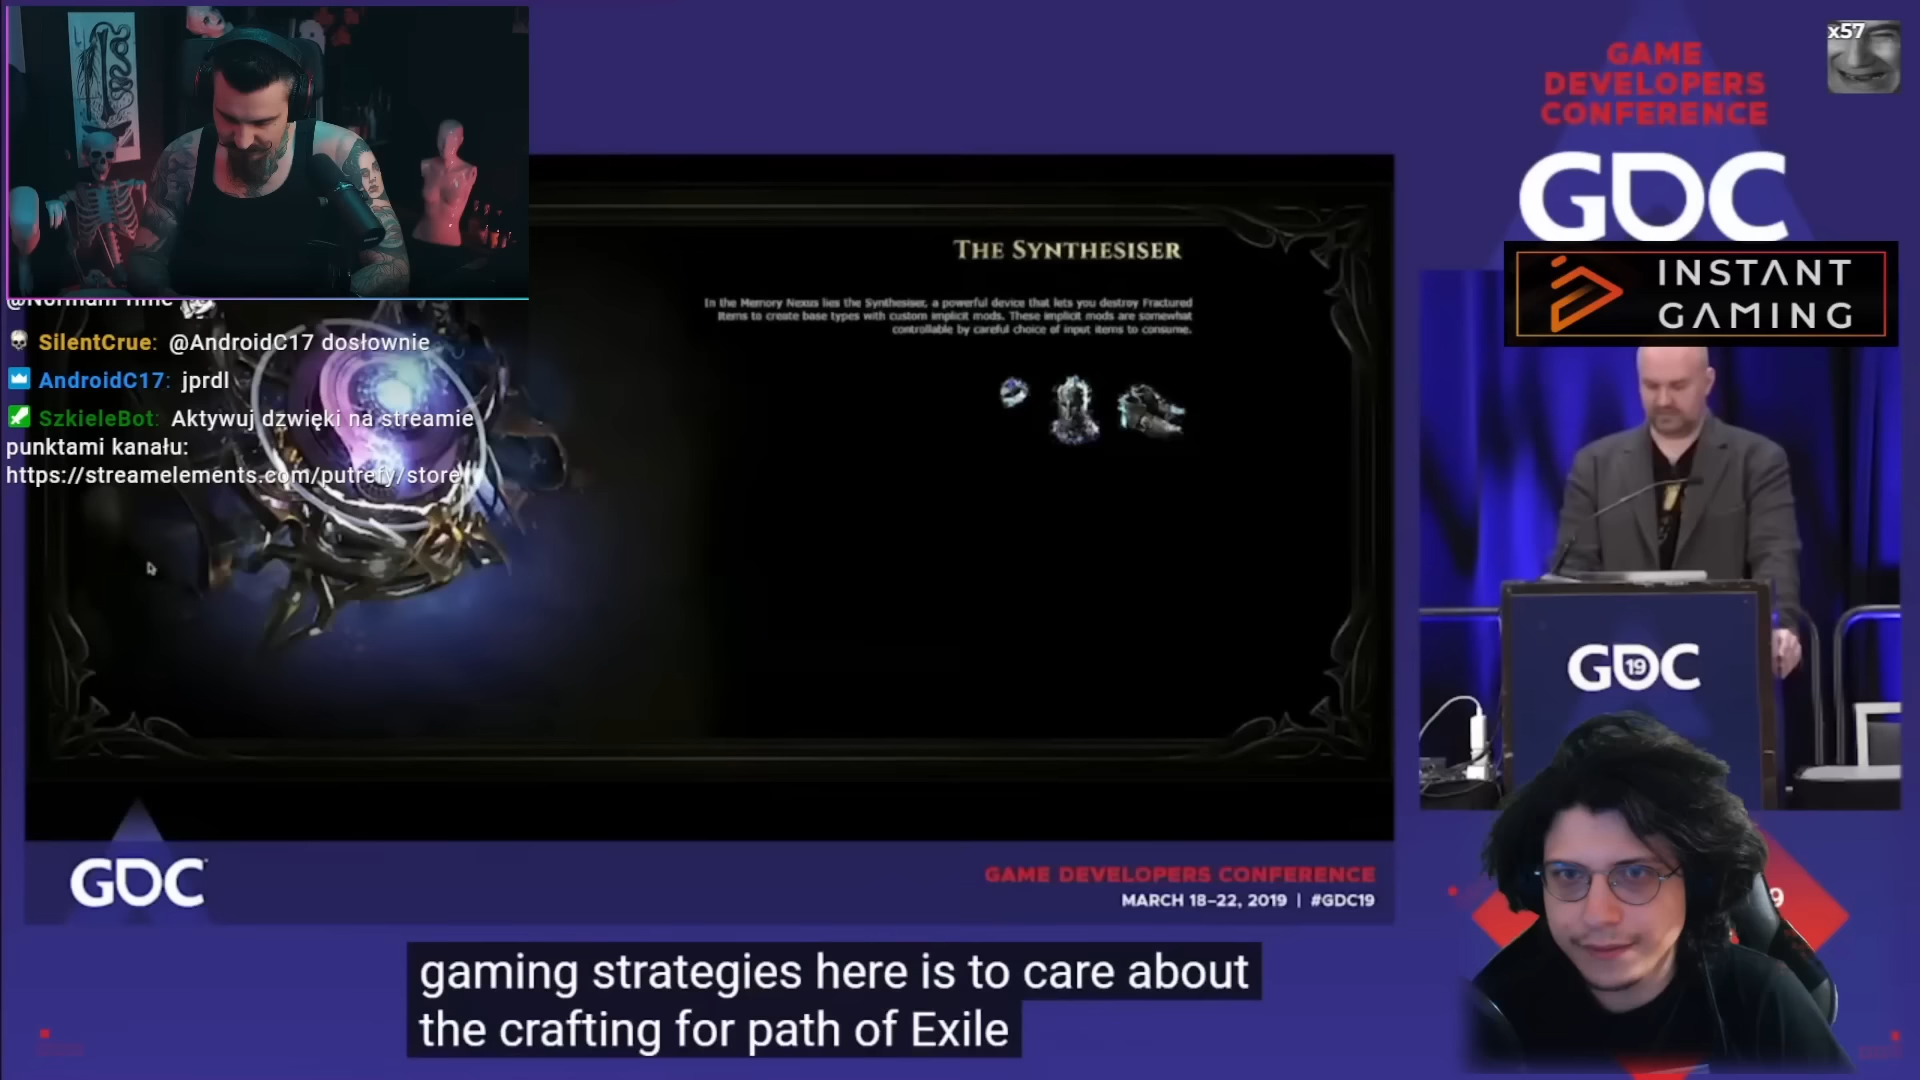 x57
GAME
DEVELOPERS
CONFERENCE
GDC
INSTANT
GAMING
THE SYNTHESISER
In the Memory Nexus lies the Synthesiser, a powerful device that lets you destroy Fractured
Items to create base types with custom implicit mods. These implicit mods are somewhat
controllable by careful choice of input items to consume.
SilentCrue: @AndroidC17 dosłownie
AndroidC17: jprdl
SzkieleBot: Aktywuj dzwięki na streamie
punktami kanału:
https://streamelements.com/putrefy/store
GDC 19
GDC
GAME DEVELOPERS CONFERENCE
MARCH 18–22, 2019 | #GDC19
9
gaming strategies here is to care about
the crafting for path of Exile